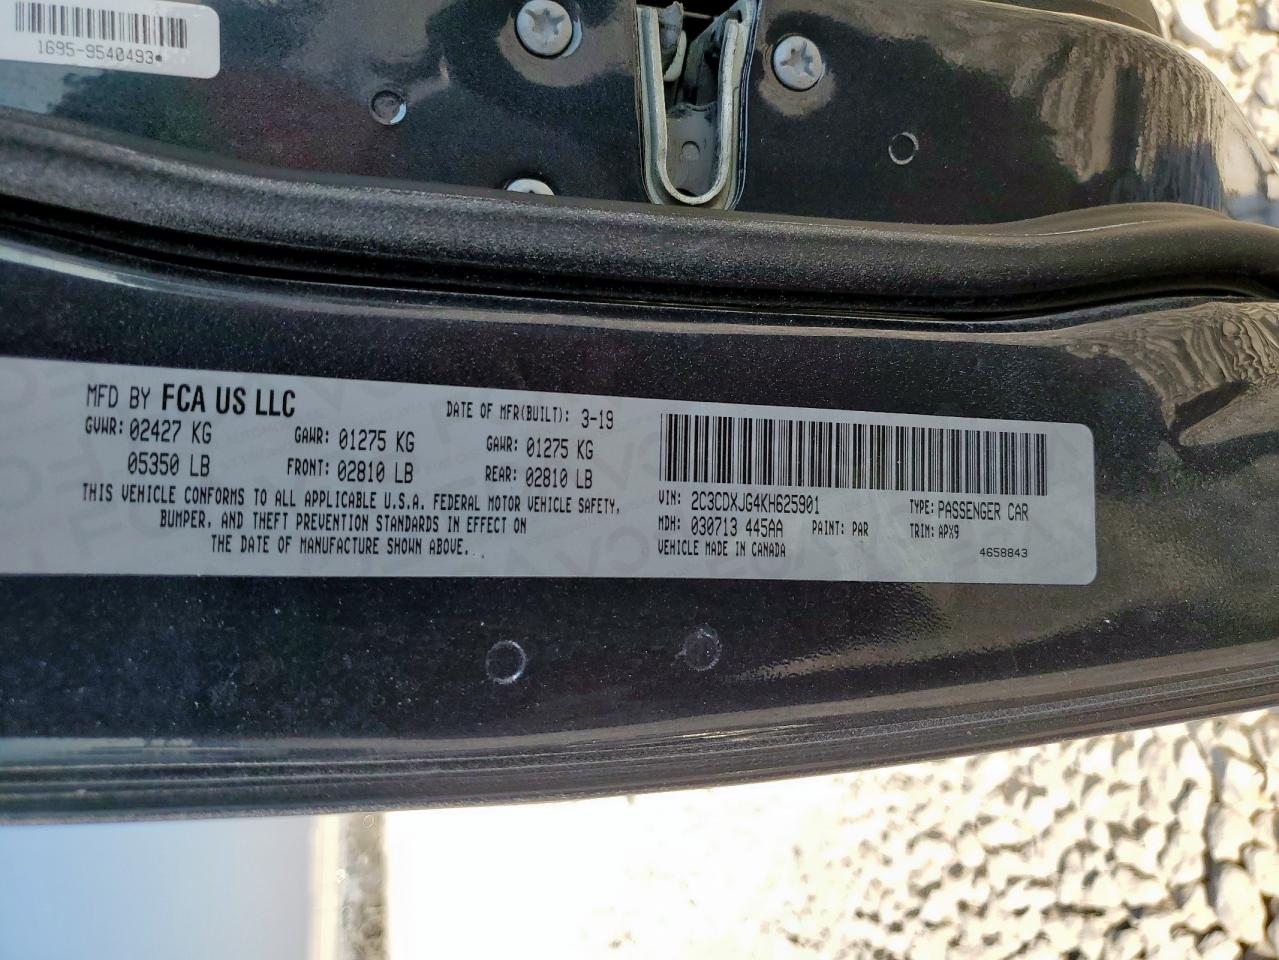 1695-9540493*
MFD BY FCA US LLC
DATE OF MFR(BUILT): 3-19
GVWR: 02427 KG GAWR: 01275 KG GAWR: 01275 KG
05350 LB FRONT: 02810 LB REAR: 02810 LB
THIS VEHICLE CONFORMS TO ALL APPLICABLE U.S.A. FEDERAL MOTOR VEHICLE SAFETY,
BUMPER, AND THEFT PREVENTION STANDARDS IN EFFECT ON
THE DATE OF MANUFACTURE SHOWN ABOVE.
VIN: 2C3CDXJG4KH625901 TYPE: PASSENGER CAR
MDH: 030713 445AA PAINT: PAR TRIM: APX9
VEHICLE MADE IN CANADA 4658843